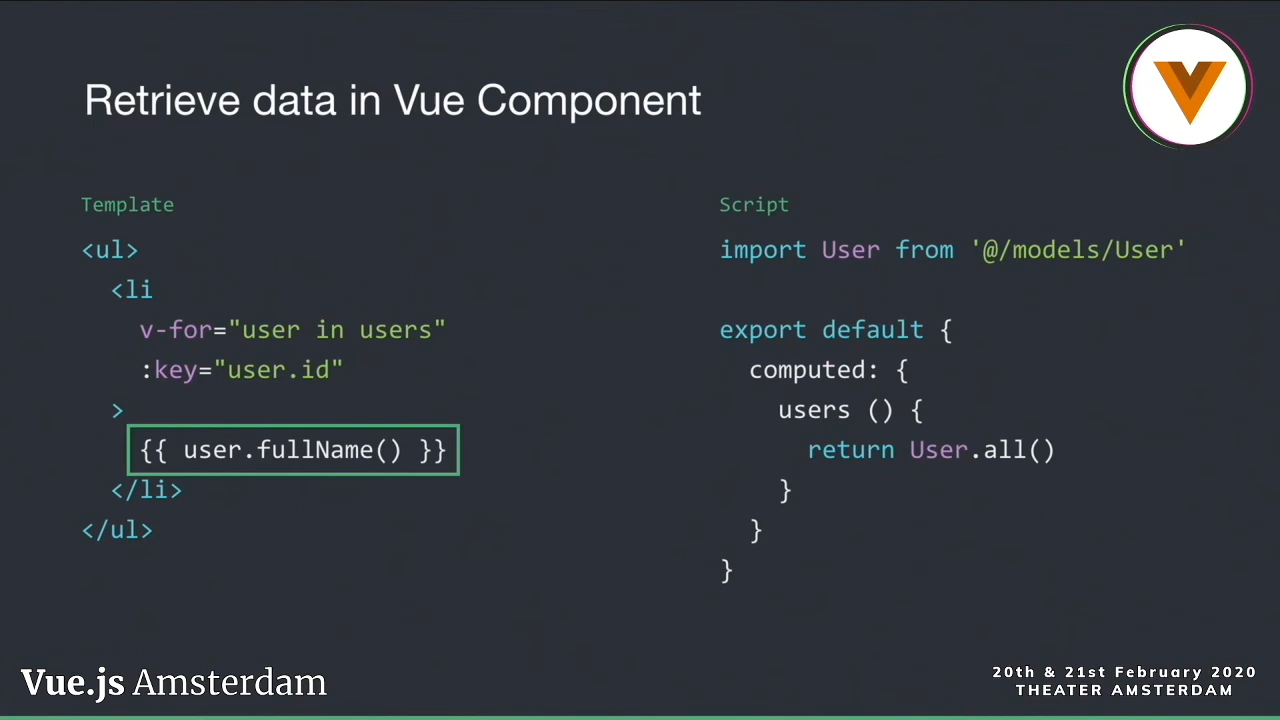 Retrieve data in Vue Component
Template
<ul>
  <li
    v-for="user in users"
    :key="user.id"
  >
    {{ user.fullName() }}
  </li>
</ul>
Script
import User from '@/models/User'

export default {
  computed: {
    users () {
      return User.all()
    }
  }
}
Vue.js Amsterdam
20th & 21st February 2020
THEATER AMSTERDAM